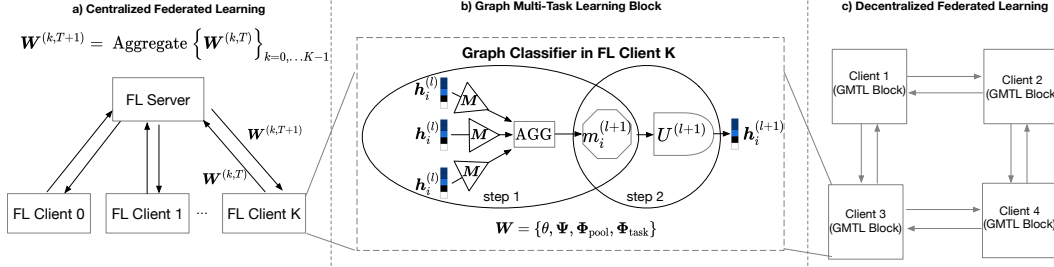 a) Centralized Federated Learning
W^{(k,T+1)} = Aggregate {W^{(k,T)}}_{k=0,...K-1}
FL Server
W^{(k,T+1)}
W^{(k,T)}
FL Client 0
FL Client 1
...
FL Client K
b) Graph Multi-Task Learning Block
Graph Classifier in FL Client K
h_i^{(l)}
M
h_i^{(l)}
M
AGG
m_i^{(l+1)}
U^{(l+1)}
h_i^{(l+1)}
h_i^{(l)}
M
step 1
step 2
W = {θ, Ψ, Φ_pool, Φ_task}
c) Decentralized Federated Learning
Client 1
(GMTL Block)
Client 2
(GMTL Block)
Client 3
(GMTL Block)
Client 4
(GMTL Block)